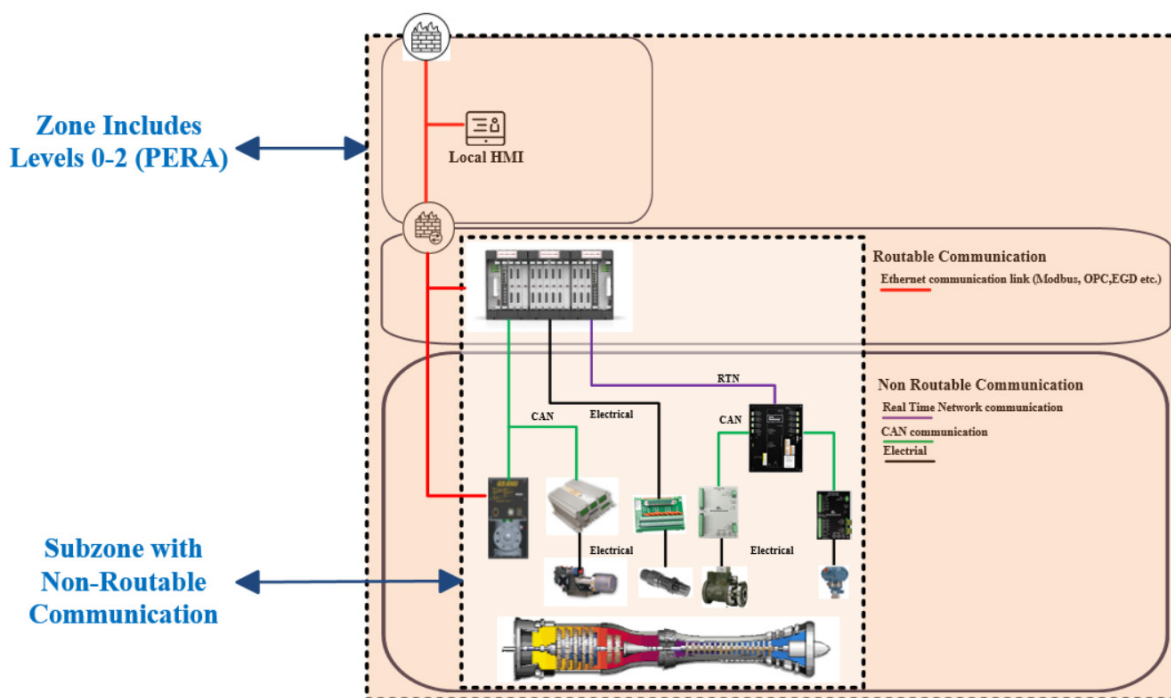 Zone Includes
Levels 0-2 (PERA)
Local HMI
Routable Communication
Ethernet communication link (Modbus, OPC,EGD etc.)
RTN
Non Routable Communication
Real Time Network communication
CAN
Electrical
CAN
CAN communication
Electrial
Subzone with
Non-Routable
Communication
Electrical
Electrical